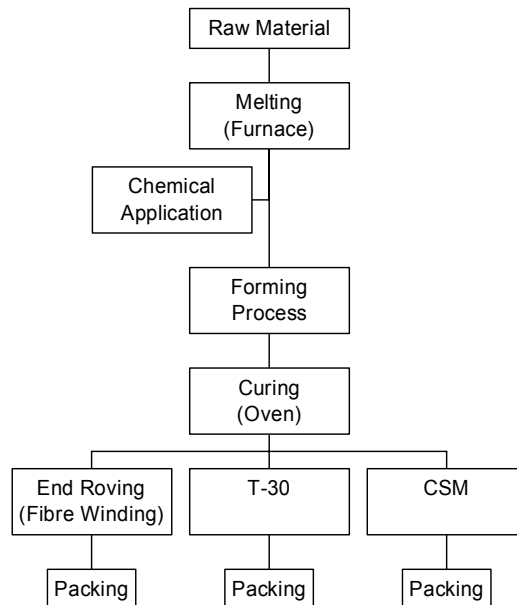 Raw Material
Melting
(Furnace)
Chemical
Application
Forming
Process
Curing
(Oven)
End Roving
(Fibre Winding)
T-30
CSM
Packing
Packing
Packing